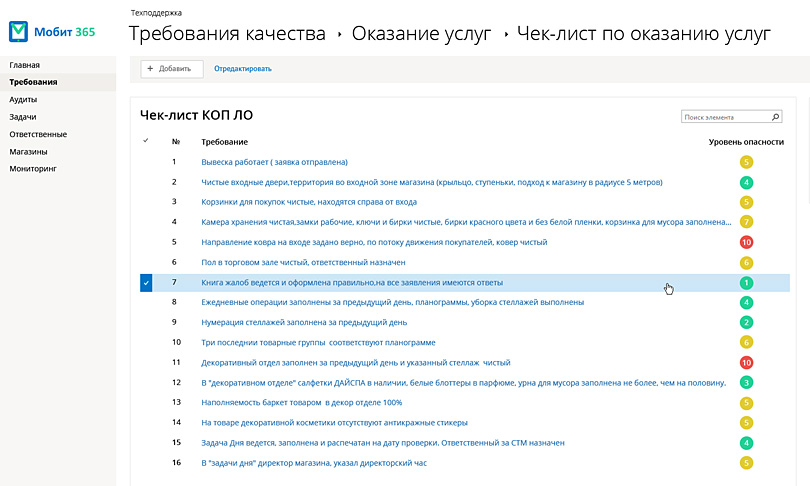 Техподдержка
Мобит 365
Требования качества › Оказание услуг › Чек-лист по оказанию услуг
Главная
Требования
Аудиты
Задачи
Ответственные
Магазины
Мониторинг
+ Добавить Отредактировать
Чек-лист КОП ЛО
Поиск элемента
№ Требование Уровень опасности
1 Вывеска работает ( заявка отправлена) 5
2 Чистые входные двери,территория во входной зоне магазина (крыльцо, ступеньки, подход к магазину в радиусе 5 метров) 4
3 Корзинки для покупок чистые, находятся справа от входа 5
4 Камера хранения чистая,замки рабочие, ключи и бирки чистые, бирки красного цвета и без белой пленки, корзинка для мусора заполнена... 7
5 Направление ковра на входе задано верно, по потоку движения покупателей, ковер чистый 10
6 Пол в торговом зале чистый, ответственный назначен 6
7 Книга жалоб ведется и оформлена правильно,на все заявления имеются ответы 1
8 Ежедневные операции заполнены за предыдущий день, планограммы, уборка стеллажей выполнены 4
9 Нумерация стеллажей заполнена за предыдущий день 2
10 Три последнии товарные группы соответствуют планограмме 6
11 Декоративный отдел заполнен за предыдущий день и указанный стеллаж чистый 10
12 В "декоративном отделе" салфетки ДАЙСПА в наличии, белые блоттеры в парфюме, урна для мусора заполнена не более, чем на половину. 3
13 Наполняемость баркет товаром в декор отделе 100% 5
14 На товаре декоративной косметики отсутствуют антикражные стикеры 5
15 Задача Дня ведется, заполнена и распечатан на дату проверки. Ответственный за СТМ назначен 4
16 В "задачи дня" директор магазина, указал директорский час 5